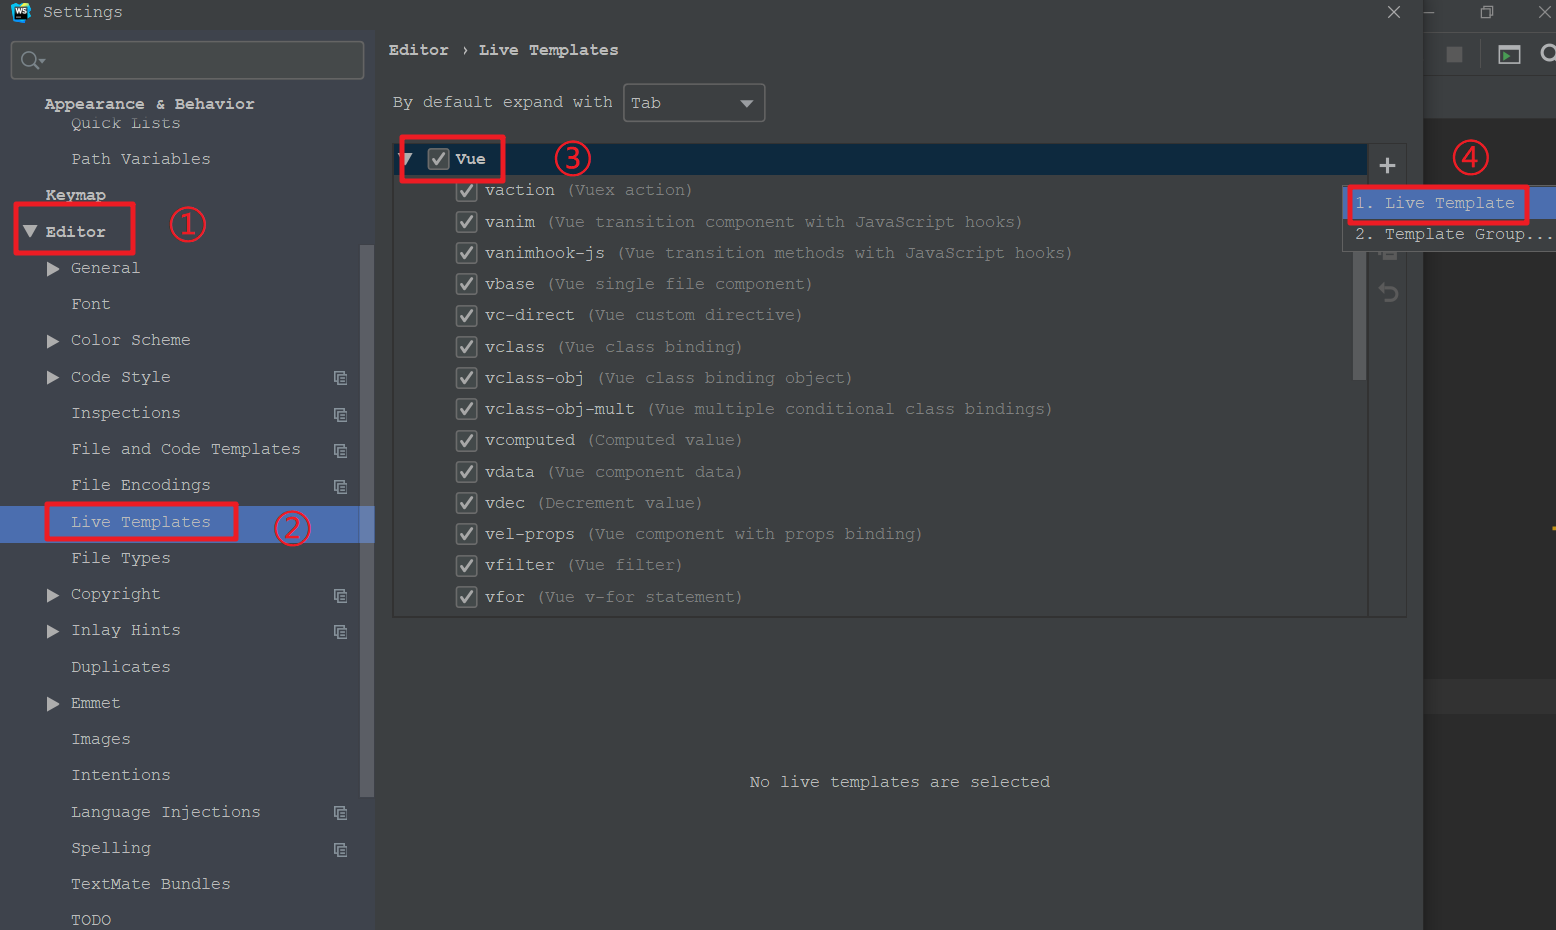 WS Settings
Appearance & Behavior
Quick Lists
Path Variables
Keymap
Editor ①
General
Font
Color Scheme
Code Style
Inspections
File and Code Templates
File Encodings
Live Templates ②
File Types
Copyright
Inlay Hints
Duplicates
Emmet
Images
Intentions
Language Injections
Spelling
TextMate Bundles
TODO
Editor › Live Templates
By default expand with Tab
Vue ③
vaction (Vuex action)
vanim (Vue transition component with JavaScript hooks)
vanimhook-js (Vue transition methods with JavaScript hooks)
vbase (Vue single file component)
vc-direct (Vue custom directive)
vclass (Vue class binding)
vclass-obj (Vue class binding object)
vclass-obj-mult (Vue multiple conditional class bindings)
vcomputed (Computed value)
vdata (Vue component data)
vdec (Decrement value)
vel-props (Vue component with props binding)
vfilter (Vue filter)
vfor (Vue v-for statement)
④
1. Live Template
2. Template Group...
No live templates are selected